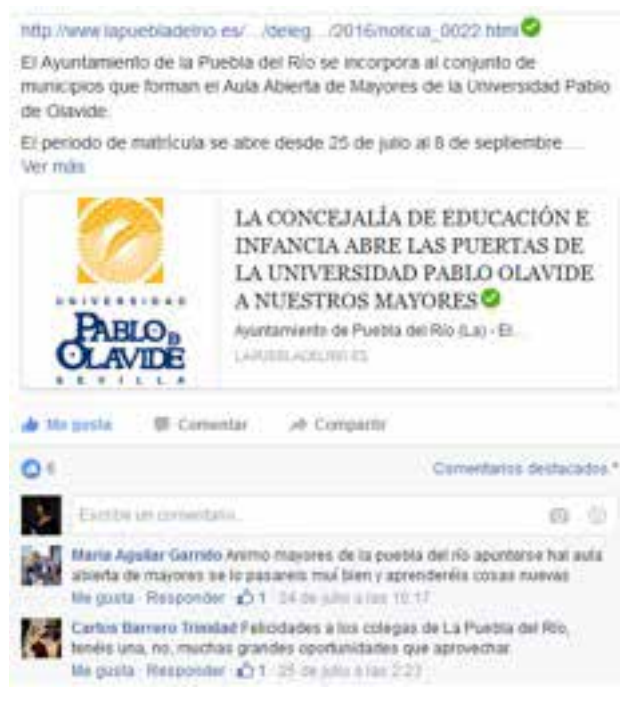 http://www.lapuebladelrio.es/.../deleg.../2016/noticia_0022.html
El Ayuntamiento de la Puebla del Río se incorpora al conjunto de
municipios que forman el Aula Abierta de Mayores de la Universidad Pablo
de Olavide.
El periodo de matrícula se abre desde 25 de julio al 8 de septiembre ...
Ver más
UNIVERSIDAD
PABLO DE
OLAVIDE
SEVILLA
LA CONCEJALÍA DE EDUCACIÓN E
INFANCIA ABRE LAS PUERTAS DE
LA UNIVERSIDAD PABLO OLAVIDE
A NUESTROS MAYORES
Ayuntamiento de Puebla del Río (La) - El...
LAPUEBLADELRIO.ES
Me gusta Comentar Compartir
6 Comentarios destacados
Escribe un comentario...
Maria Aguilar Garrido Animo mayores de la puebla del río apuntarse hal aula
abierta de mayores se lo pasareis muí bien y aprenderéis cosas nuevas
Me gusta · Responder · 1 · 24 de julio a las 10:17
Carlos Barrero Trinidad Felicidades a los colegas de La Puebla del Río,
tenéis una, no, muchas grandes oportunidades que aprovechar
Me gusta · Responder · 1 · 25 de julio a las 2:23